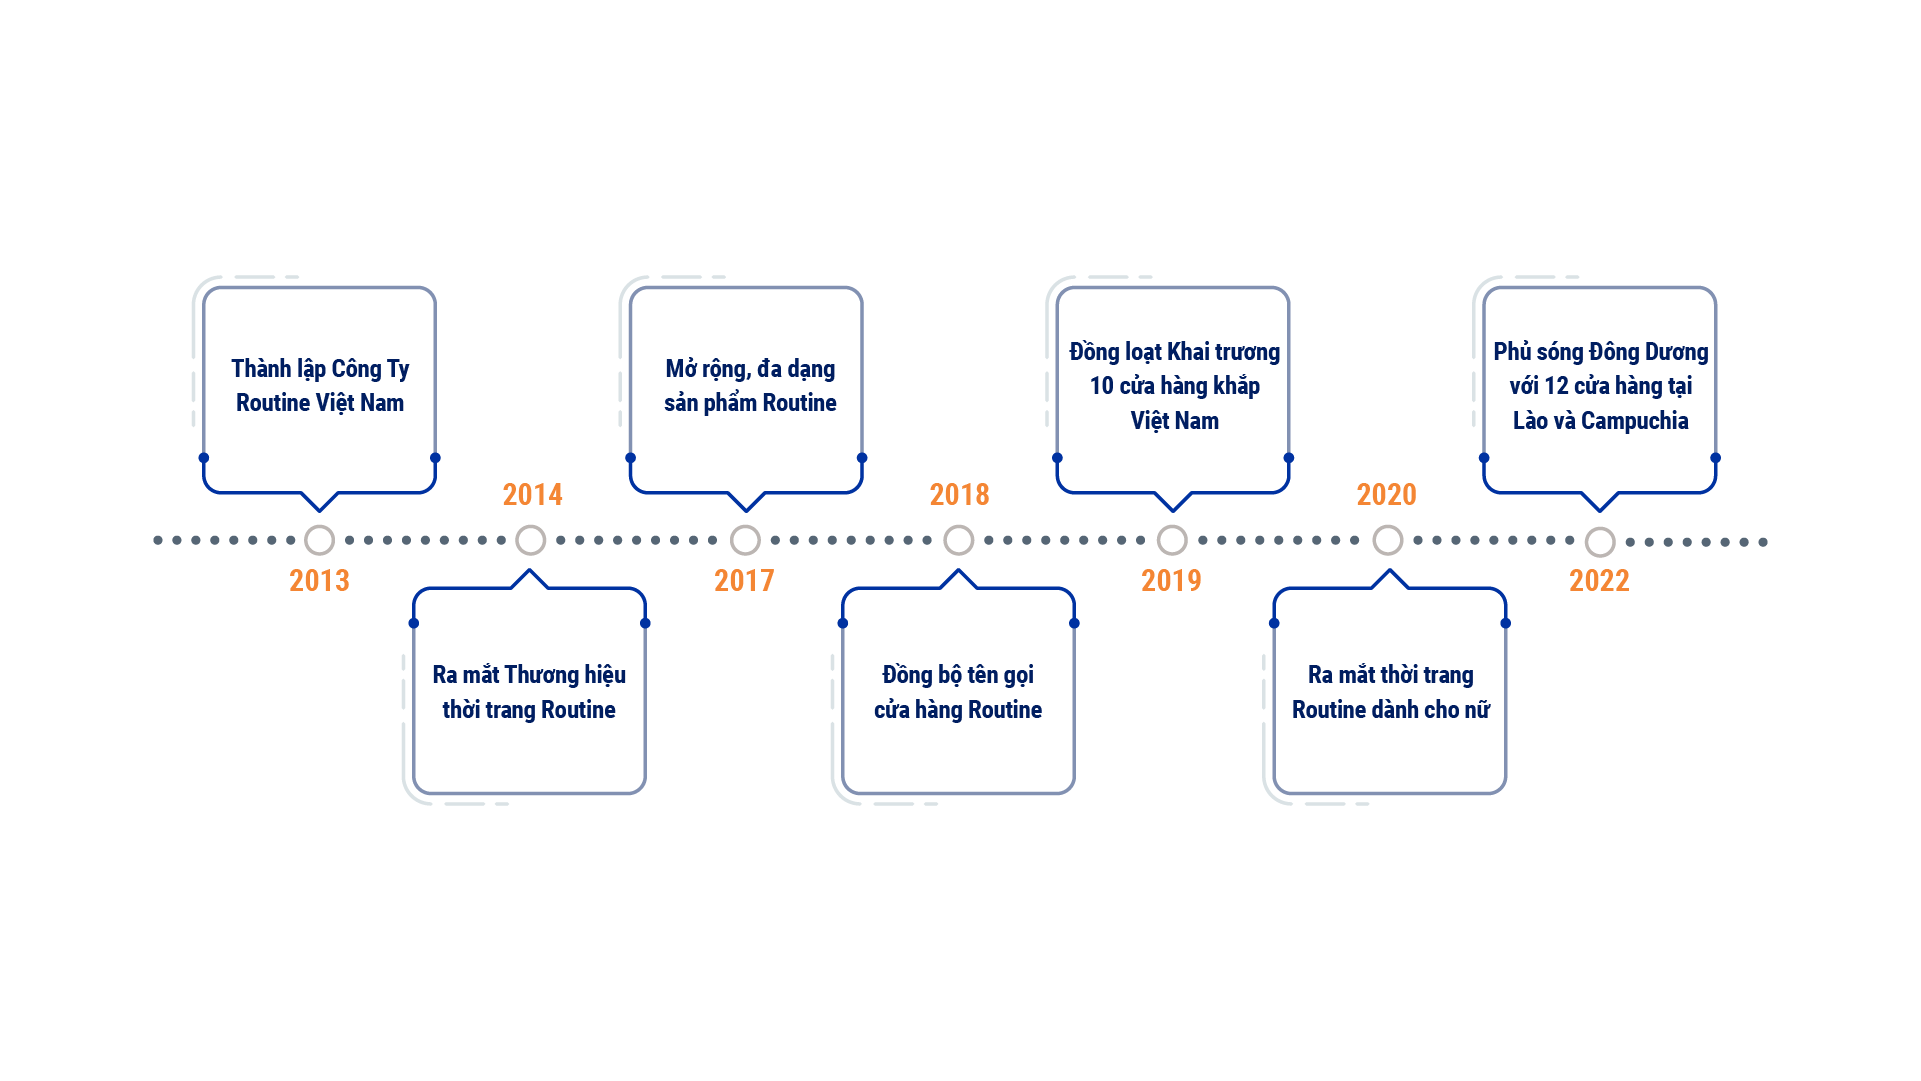 Thành lập Công Ty
Routine Việt Nam
2013
2014
Ra mắt Thương hiệu
thời trang Routine
Mở rộng, đa dạng
sản phẩm Routine
2017
2018
Đồng bộ tên gọi
cửa hàng Routine
Đồng loạt Khai trương
10 cửa hàng khắp
Việt Nam
2019
2020
Ra mắt thời trang
Routine dành cho nữ
Phủ sóng Đông Dương
với 12 cửa hàng tại
Lào và Campuchia
2022